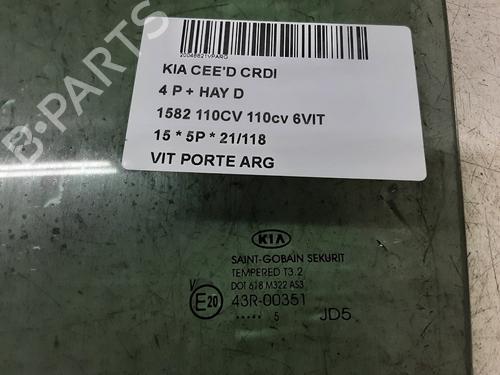 20048621VPARG
KIA CEE'D CRDI
4 P + HAY D
1582 110CV 110cv 6VIT
15 * 5P * 21/118
VIT PORTE ARG
B-PARTS
KIA
SAINT-GOBAIN SEKURIT
TEMPERED T3.2
DOT 618 M322 AS3
V
E20 43R-00351
..... 5 JD5